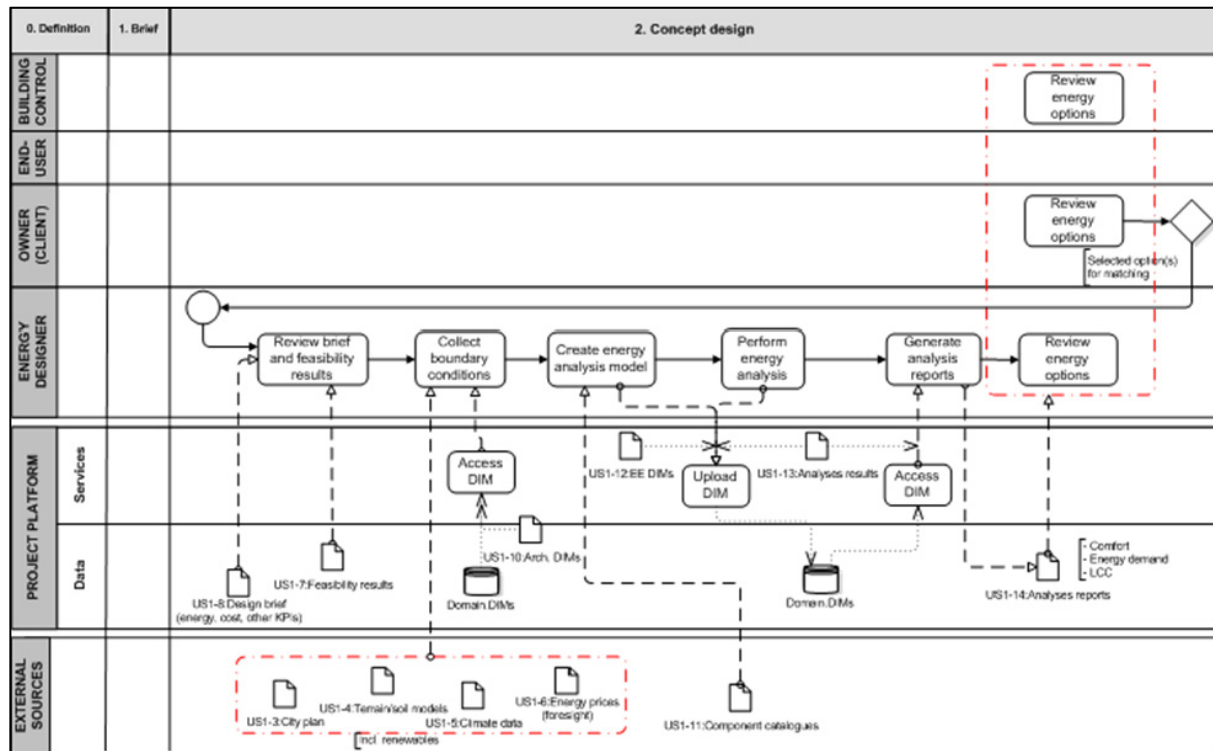 0. Definition
1. Brief
2. Concept design
BUILDING
CONTROL
Review
energy
options
END-
USER
OWNER
(CLIENT)
Review
energy
options
Selected option(s)
for matching
ENERGY
DESIGNER
Review brief
and feasibility
results
Collect
boundary
conditions
Create energy
analysis model
Perform
energy
analysis
Generate
analysis
reports
Review
energy
options
PROJECT PLATFORM
Services
Access
DIM
US1-12:EE DIMs
Upload
DIM
US1-13:Analyses results
Access
DIM
Data
US1-8:Design brief
(energy, cost, other KPIs)
US1-7:Feasibility results
US1-10:Arch. DIMs
Domain.DIMs
Domain.DIMs
US1-14:Analyses reports
- Comfort
- Energy demand
- LCC
EXTERNAL
SOURCES
US1-3:City plan
US1-4:Terrain/soil models
US1-5:Climate data
US1-6:Energy prices
(foresight)
Incl. renewables
US1-11:Component catalogues